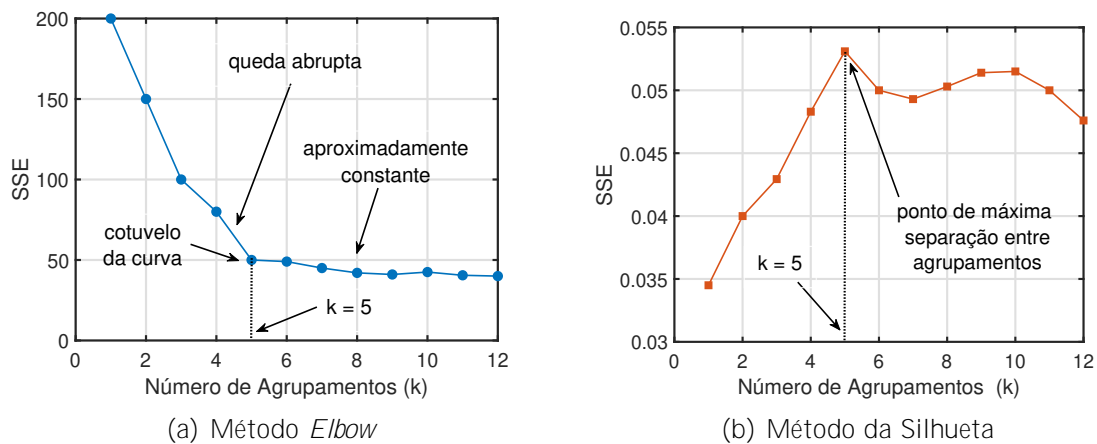 200
150
100
50
0
SSE
queda abrupta
aproximadamente
constante
cotuvelo
da curva
k = 5
0
2
4
6
8
10
12
Número de Agrupamentos (k)
(a) Método Elbow
0.055
0.05
0.045
0.04
0.035
0.03
SSE
ponto de máxima
separação entre
agrupamentos
k = 5
0
2
4
6
8
10
12
Número de Agrupamentos (k)
(b) Método da Silhueta